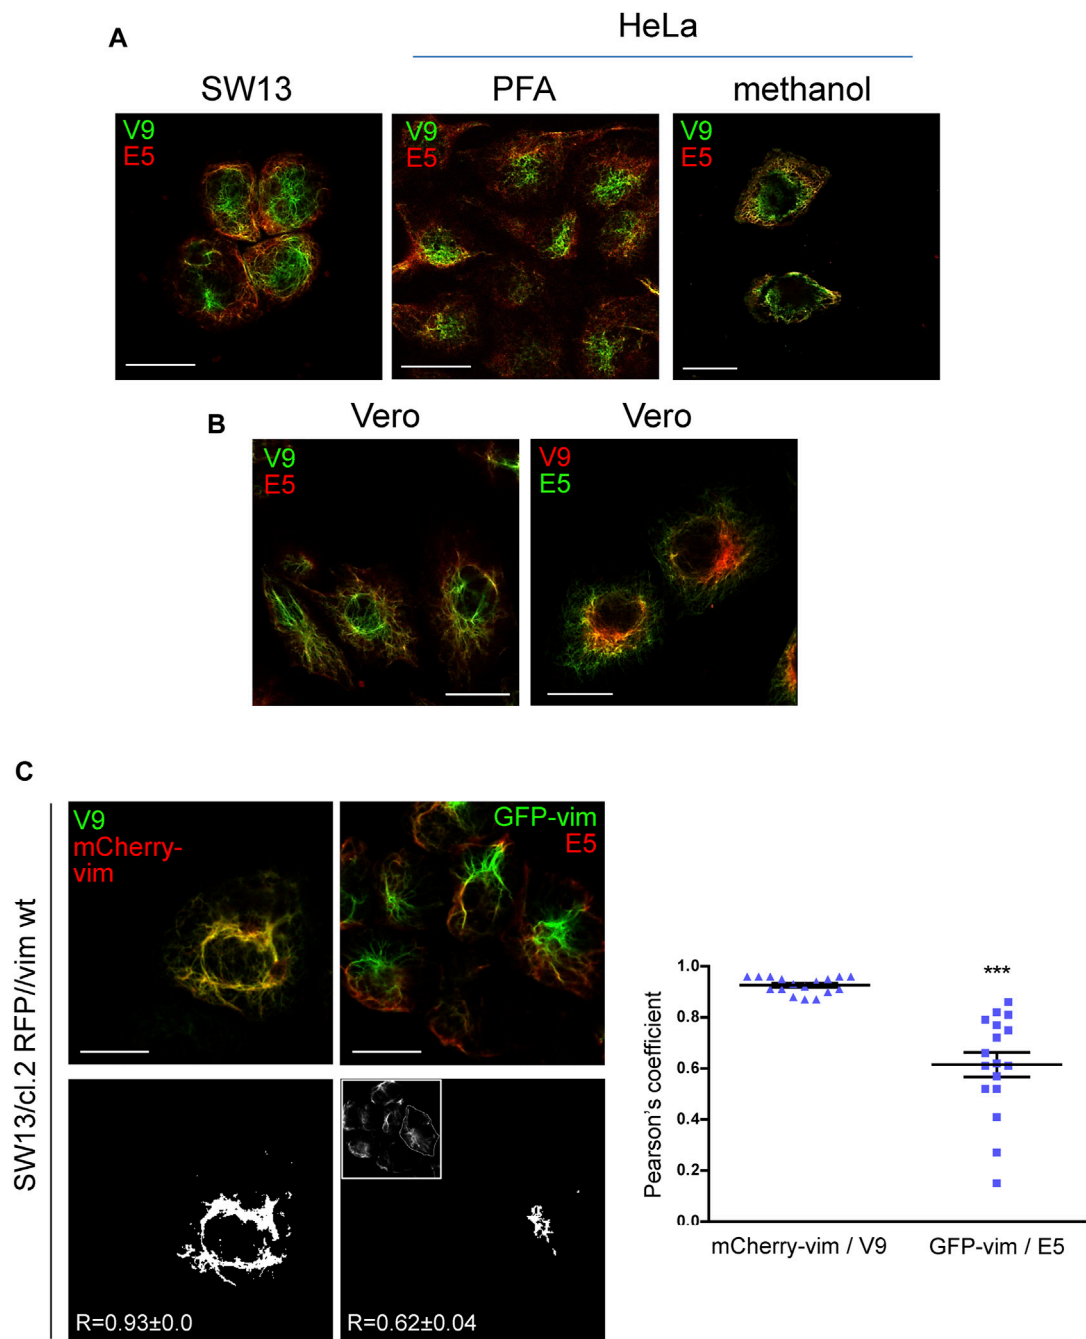 A
HeLa
SW13
PFA
methanol
V9
E5
V9
E5
V9
E5
B
Vero
Vero
V9
E5
V9
E5
C
SW13/cl.2 RFP//vim wt
V9
mCherry-
vim
GFP-vim
E5
R=0.93±0.0
R=0.62±0.04
Pearson's coefficient
1.0
0.8
0.6
0.4
0.2
0.0
***
mCherry-vim / V9
GFP-vim / E5